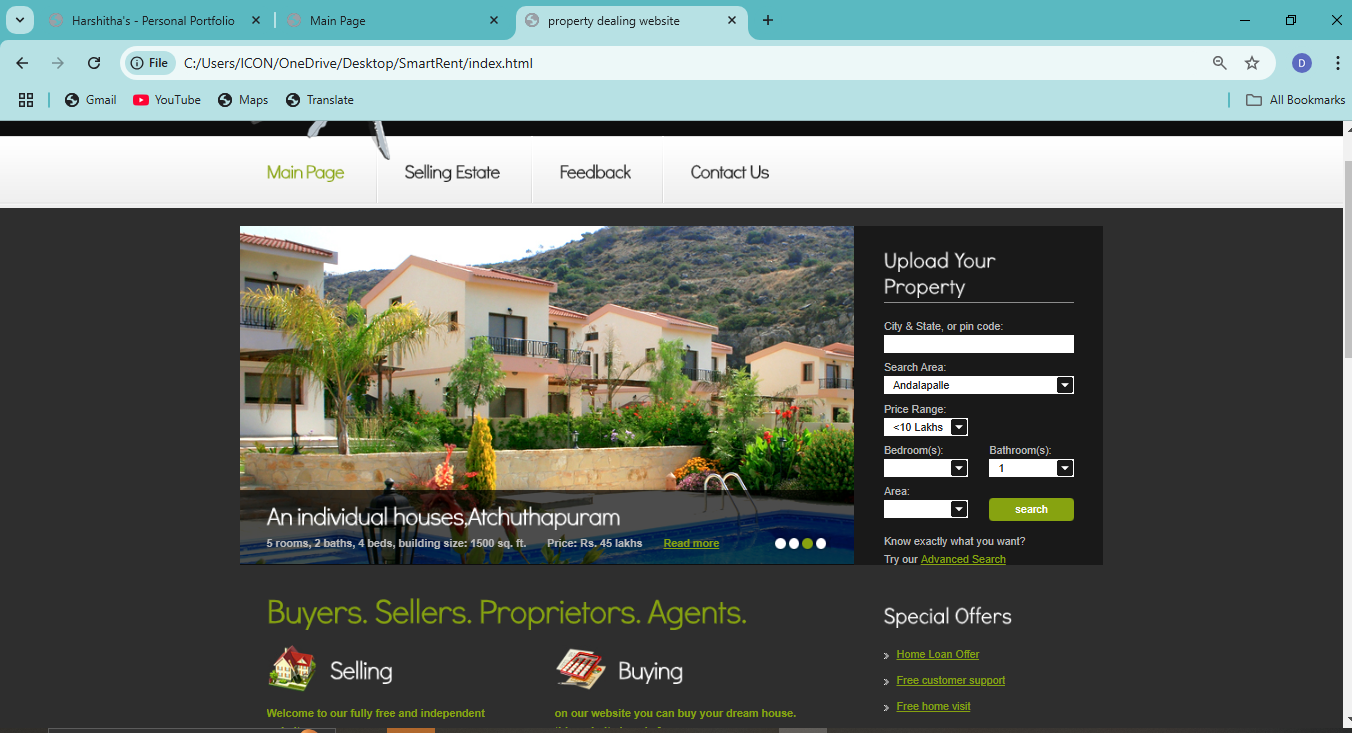 Harshitha's - Personal Portfolio
Main Page
property dealing website
File
C:/Users/ICON/OneDrive/Desktop/SmartRent/index.html
D
Gmail
YouTube
Maps
Translate
All Bookmarks
Main Page
Selling Estate
Feedback
Contact Us
Upload Your
Property
City & State, or pin code:
Search Area:
Andalapalle
Price Range:
<10 Lakhs
Bedroom(s):
Bathroom(s):
1
Area:
search
Know exactly what you want?
Try our Advanced Search
An individual houses,Atchuthapuram
5 rooms, 2 baths, 4 beds, building size: 1500 sq. ft. Price: Rs. 45 lakhs Read more
Buyers. Sellers. Proprietors. Agents.
Selling
Welcome to our fully free and independent
Buying
on our website you can buy your dream house.
Special Offers
Home Loan Offer
Free customer support
Free home visit